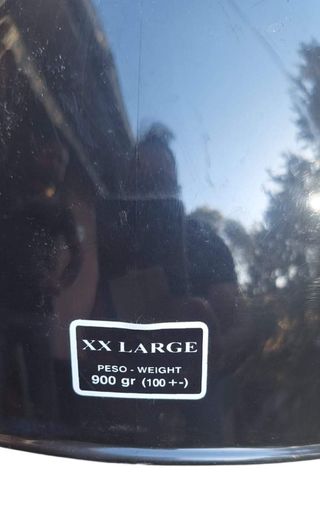 XX LARGE
PESO - WEIGHT
900 gr (100 +-)